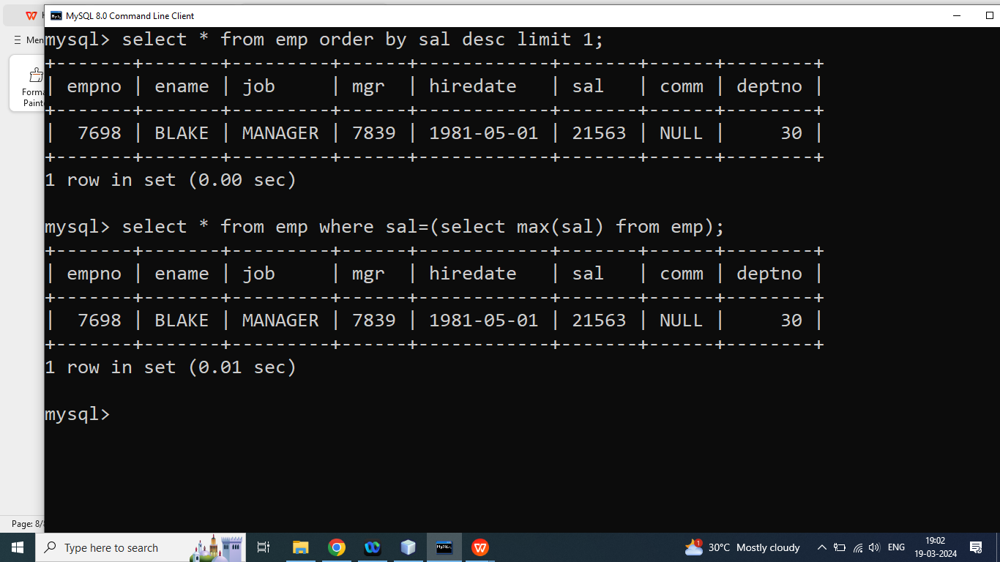 MySQL 8.0 Command Line Client
Men
Forma
Painte
mysql> select * from emp order by sal desc limit 1;
+-------+-------+---------+------+------------+-------+------+--------+
| empno | ename | job     | mgr  | hiredate   | sal   | comm | deptno |
+-------+-------+---------+------+------------+-------+------+--------+
|  7698 | BLAKE | MANAGER | 7839 | 1981-05-01 | 21563 | NULL |     30 |
+-------+-------+---------+------+------------+-------+------+--------+
1 row in set (0.00 sec)
mysql> select * from emp where sal=(select max(sal) from emp);
+-------+-------+---------+------+------------+-------+------+--------+
| empno | ename | job     | mgr  | hiredate   | sal   | comm | deptno |
+-------+-------+---------+------+------------+-------+------+--------+
|  7698 | BLAKE | MANAGER | 7839 | 1981-05-01 | 21563 | NULL |     30 |
+-------+-------+---------+------+------------+-------+------+--------+
1 row in set (0.01 sec)
mysql>
Page: 8/
Type here to search
1
30°C Mostly cloudy
ENG
19:02
19-03-2024